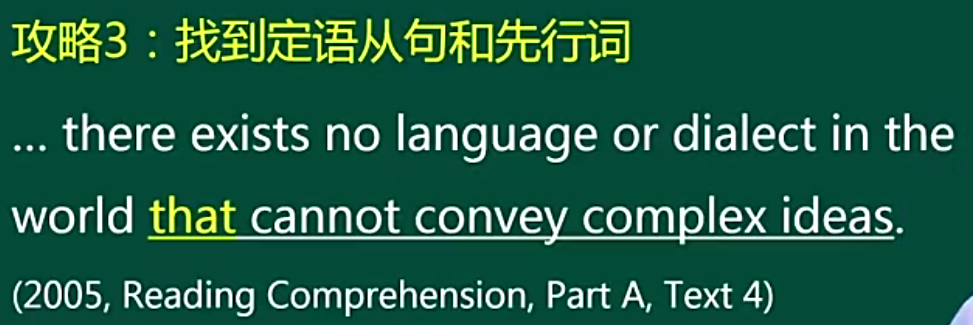 攻略3：找到定语从句和先行词
... there exists no language or dialect in the
world that cannot convey complex ideas.
(2005, Reading Comprehension, Part A, Text 4)